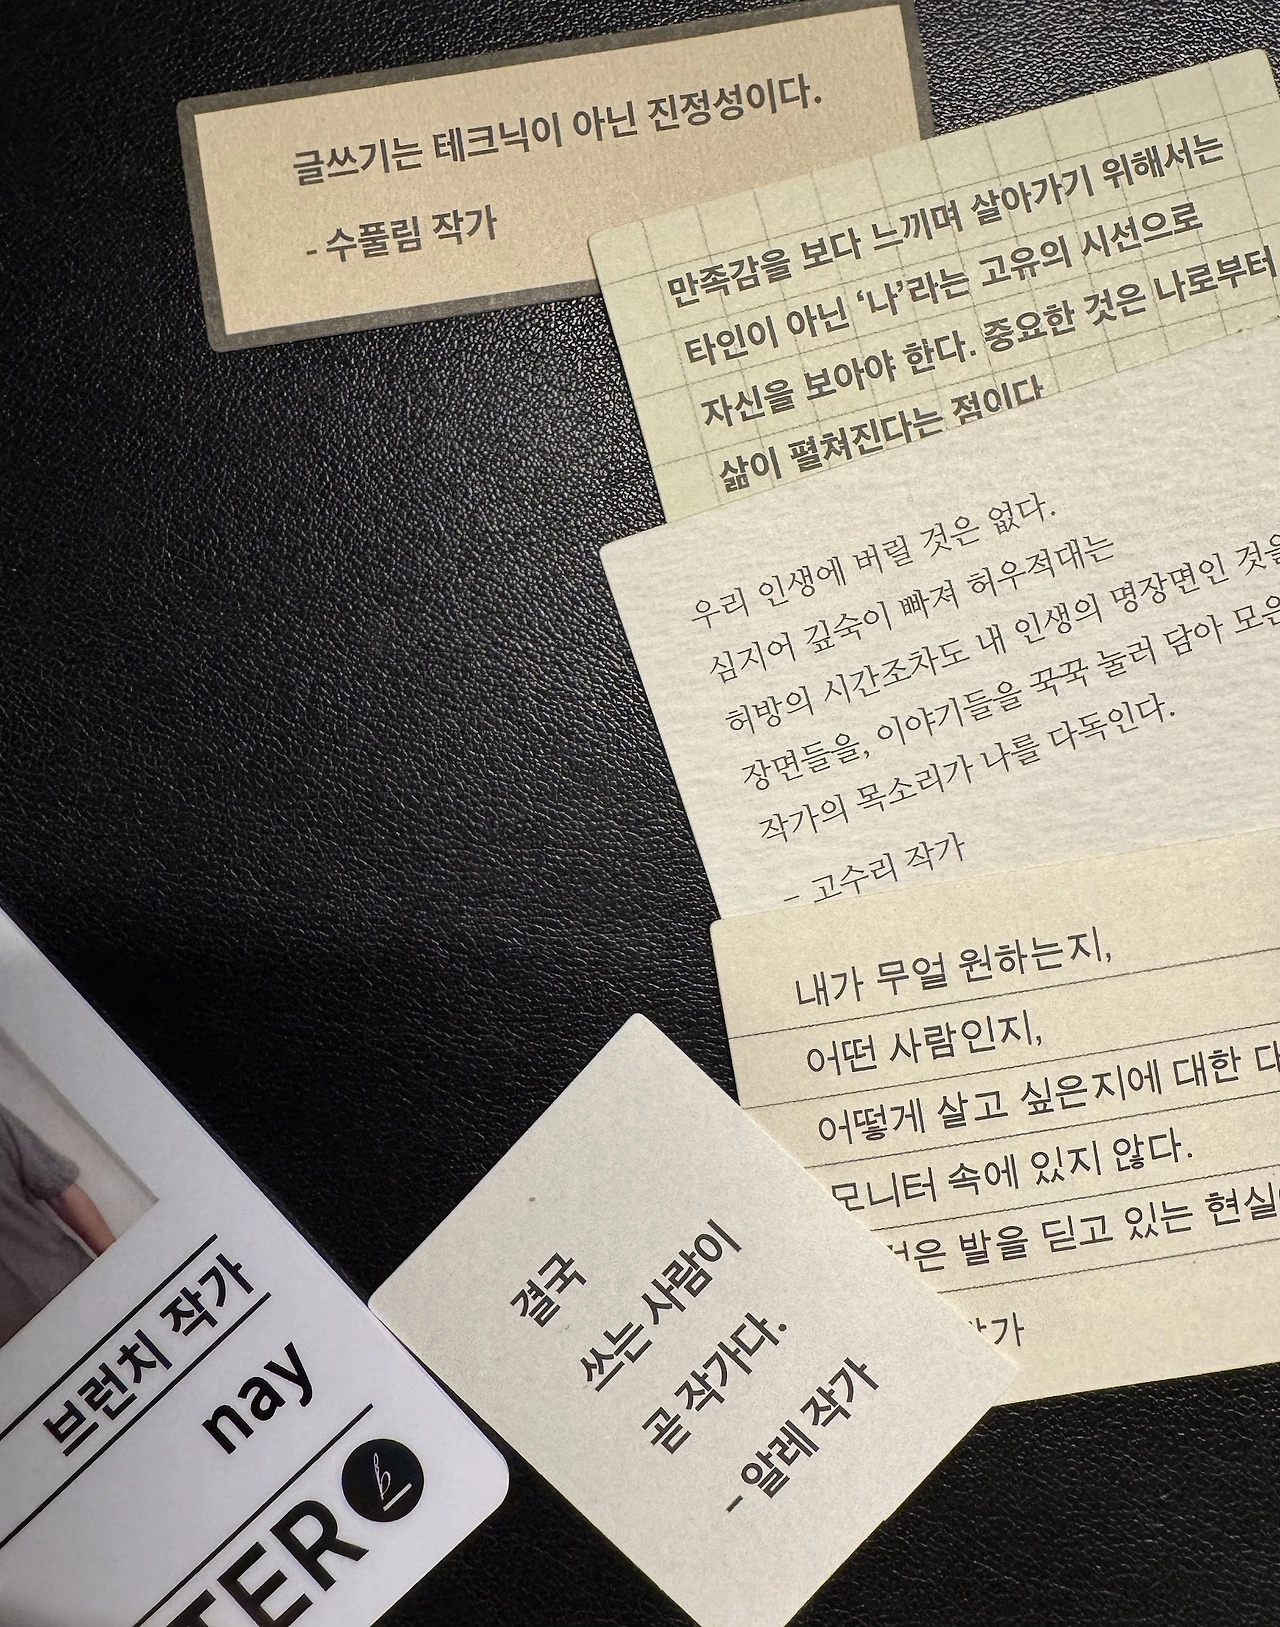 글쓰기는 테크닉이 아닌 진정성이다.
- 수풀림 작가
만족감을 보다 느끼며 살아가기 위해서는
타인이 아닌 ‘나’라는 고유의 시선으로
자신을 보아야 한다. 중요한 것은 나로부터
삶이 펼쳐진다는 점이다
우리 인생에 버릴 것은 없다.
심지어 깊숙이 빠져 허우적대는
허방의 시간조차도 내 인생의 명장면인 것을
장면들을, 이야기들을 꾹꾹 눌러 담아 모은
작가의 목소리가 나를 다독인다.
- 고수리 작가
내가 무얼 원하는지,
어떤 사람인지,
어떻게 살고 싶은지에 대한
모니터 속에 있지 않다.
발을 딛고 있는
결국
쓰는 사람이
곧 작가다.
- 알레 작가
브런치 작가
nay
TER